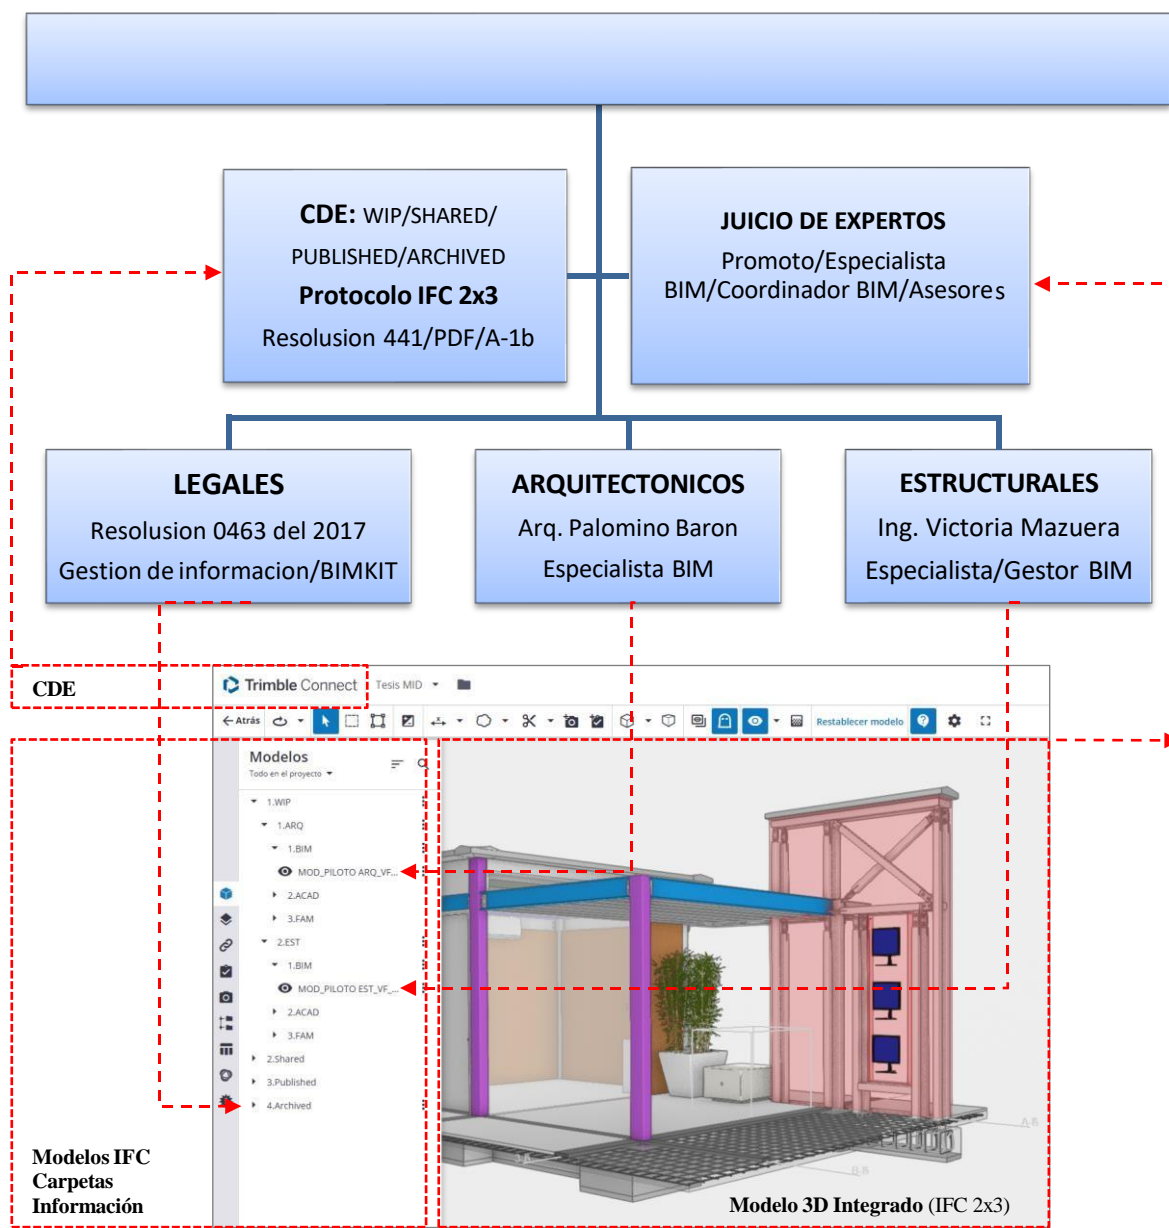 CDE: WIP/SHARED/
PUBLISHED/ARCHIVED
Protocolo IFC 2x3
Resolusion 441/PDF/A-1b
JUICIO DE EXPERTOS
Promoto/Especialista
BIM/Coordinador BIM/Asesores
LEGALES
Resolusion 0463 del 2017
Gestion de informacion/BIMKIT
ARQUITECTONICOS
Arq. Palomino Baron
Especialista BIM
ESTRUCTURALES
Ing. Victoria Mazuera
Especialista/Gestor BIM
CDE
Trimble Connect
Tesis MID
Atrás
Restablecer modelo
Modelos
Todo en el proyecto
1.WIP
1.ARQ
1.BIM
MOD_PILOTO ARQ_VF...
2.ACAD
3.FAM
2.EST
1.BIM
MOD_PILOTO EST_VF_...
2.ACAD
3.FAM
2.Shared
3.Published
4.Archived
Modelos IFC
Carpetas
Información
Modelo 3D Integrado (IFC 2x3)